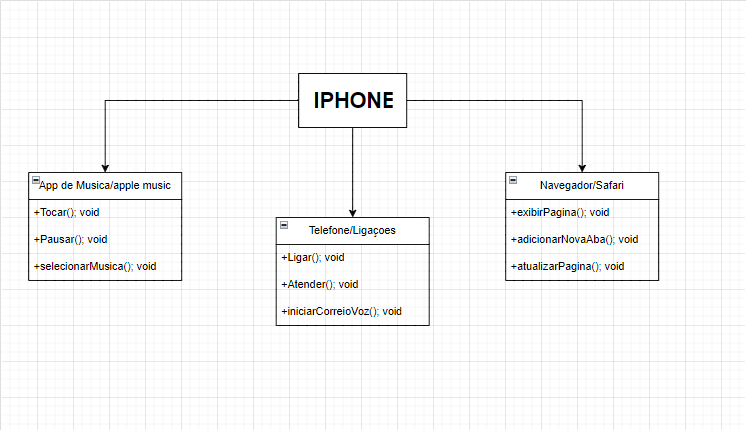 IPHONE
App de Musica/apple music
+Tocar(); void
+Pausar(); void
+selecionarMusica(); void
Telefone/Ligaçoes
+Ligar(); void
+Atender(); void
+iniciarCorreioVoz(); void
Navegador/Safari
+exibirPagina(); void
+adicionarNovaAba(); void
+atualizarPagina(); void